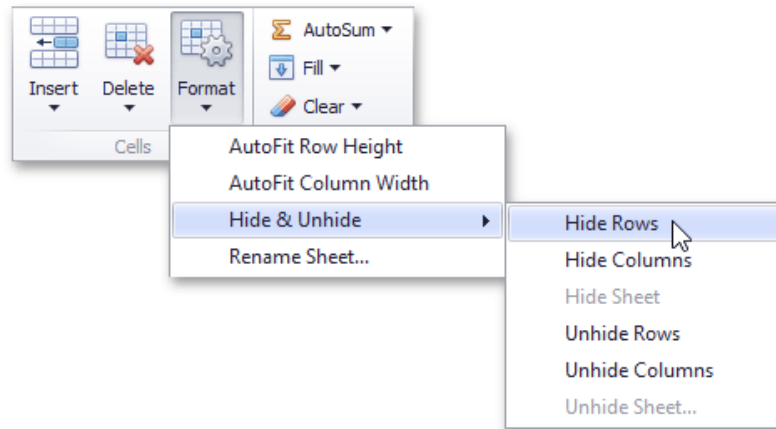 Insert
Delete
Format
AutoSum
Fill
Clear
Cells
AutoFit Row Height
AutoFit Column Width
Hide & Unhide
Rename Sheet...
Hide Rows
Hide Columns
Hide Sheet
Unhide Rows
Unhide Columns
Unhide Sheet...